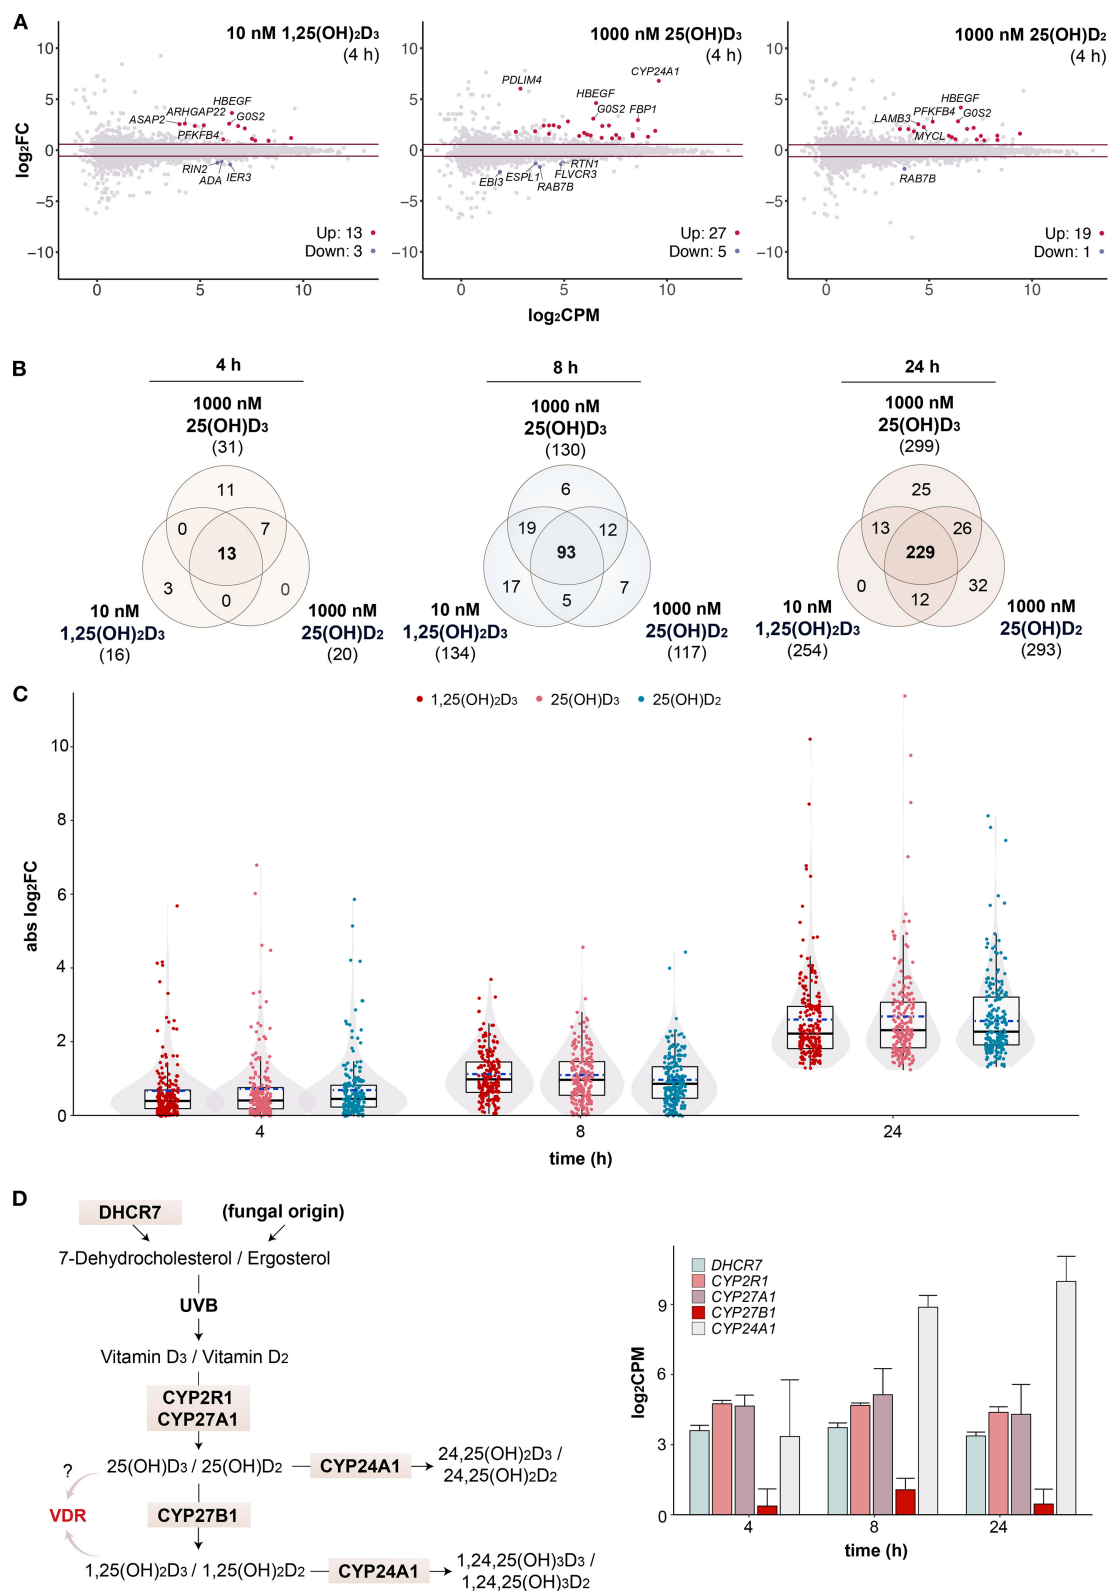 A
10 nM 1,25(OH)2D3
(4 h)
1000 nM 25(OH)D3
(4 h)
1000 nM 25(OH)D2
(4 h)
log2FC
10
5
0
−5
−10
HBEGF
ARHGAP22
G0S2
ASAP2
PFKFB4
RIN2
ADA
IER3
Up: 13
Down: 3
PDLIM4
CYP24A1
HBEGF
G0S2
FBP1
RTN1
ESPL1
FLVCR3
EBI3
RAB7B
Up: 27
Down: 5
HBEGF
PFKFB4
G0S2
LAMB3
MYCL
RAB7B
Up: 19
Down: 1
0 5 10
0 5 10
0 5 10
log2CPM
B
4 h
1000 nM
25(OH)D3
(31)
11
0
7
13
3
0
0
10 nM
1,25(OH)2D3
(16)
1000 nM
25(OH)D2
(20)
8 h
1000 nM
25(OH)D3
(130)
6
19
12
93
17
5
7
10 nM
1,25(OH)2D3
(134)
1000 nM
25(OH)D2
(117)
24 h
1000 nM
25(OH)D3
(299)
25
13
26
229
0
12
32
10 nM
1,25(OH)2D3
(254)
1000 nM
25(OH)D2
(293)
C
1,25(OH)2D3 25(OH)D3 25(OH)D2
abs log2FC
10
8
6
4
2
0
4 8 24
time (h)
D
DHCR7 (fungal origin)
7-Dehydrocholesterol / Ergosterol
UVB
Vitamin D3 / Vitamin D2
CYP2R1
CYP27A1
?
25(OH)D3 / 25(OH)D2
CYP24A1
24,25(OH)2D3 /
24,25(OH)2D2
VDR
CYP27B1
1,25(OH)2D3 / 1,25(OH)2D2
CYP24A1
1,24,25(OH)3D3 /
1,24,25(OH)3D2
DHCR7
CYP2R1
CYP27A1
CYP27B1
CYP24A1
log2CPM
9
6
3
0
4 8 24
time (h)